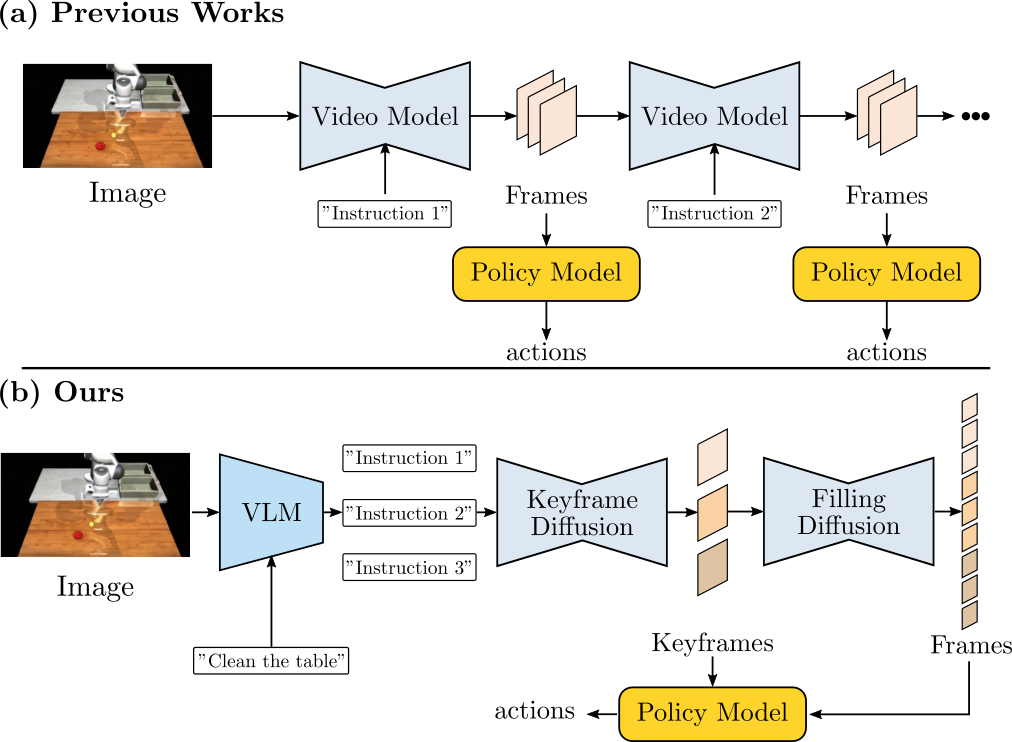 (a) Previous Works
Video Model
Video Model
Image
"Instruction 1"
Frames
"Instruction 2"
Frames
Policy Model
Policy Model
actions
actions
(b) Ours
"Instruction 1"
VLM
"Instruction 2"
Keyframe
Diffusion
Filling
Diffusion
"Instruction 3"
Image
"Clean the table"
Keyframes
Frames
actions
Policy Model